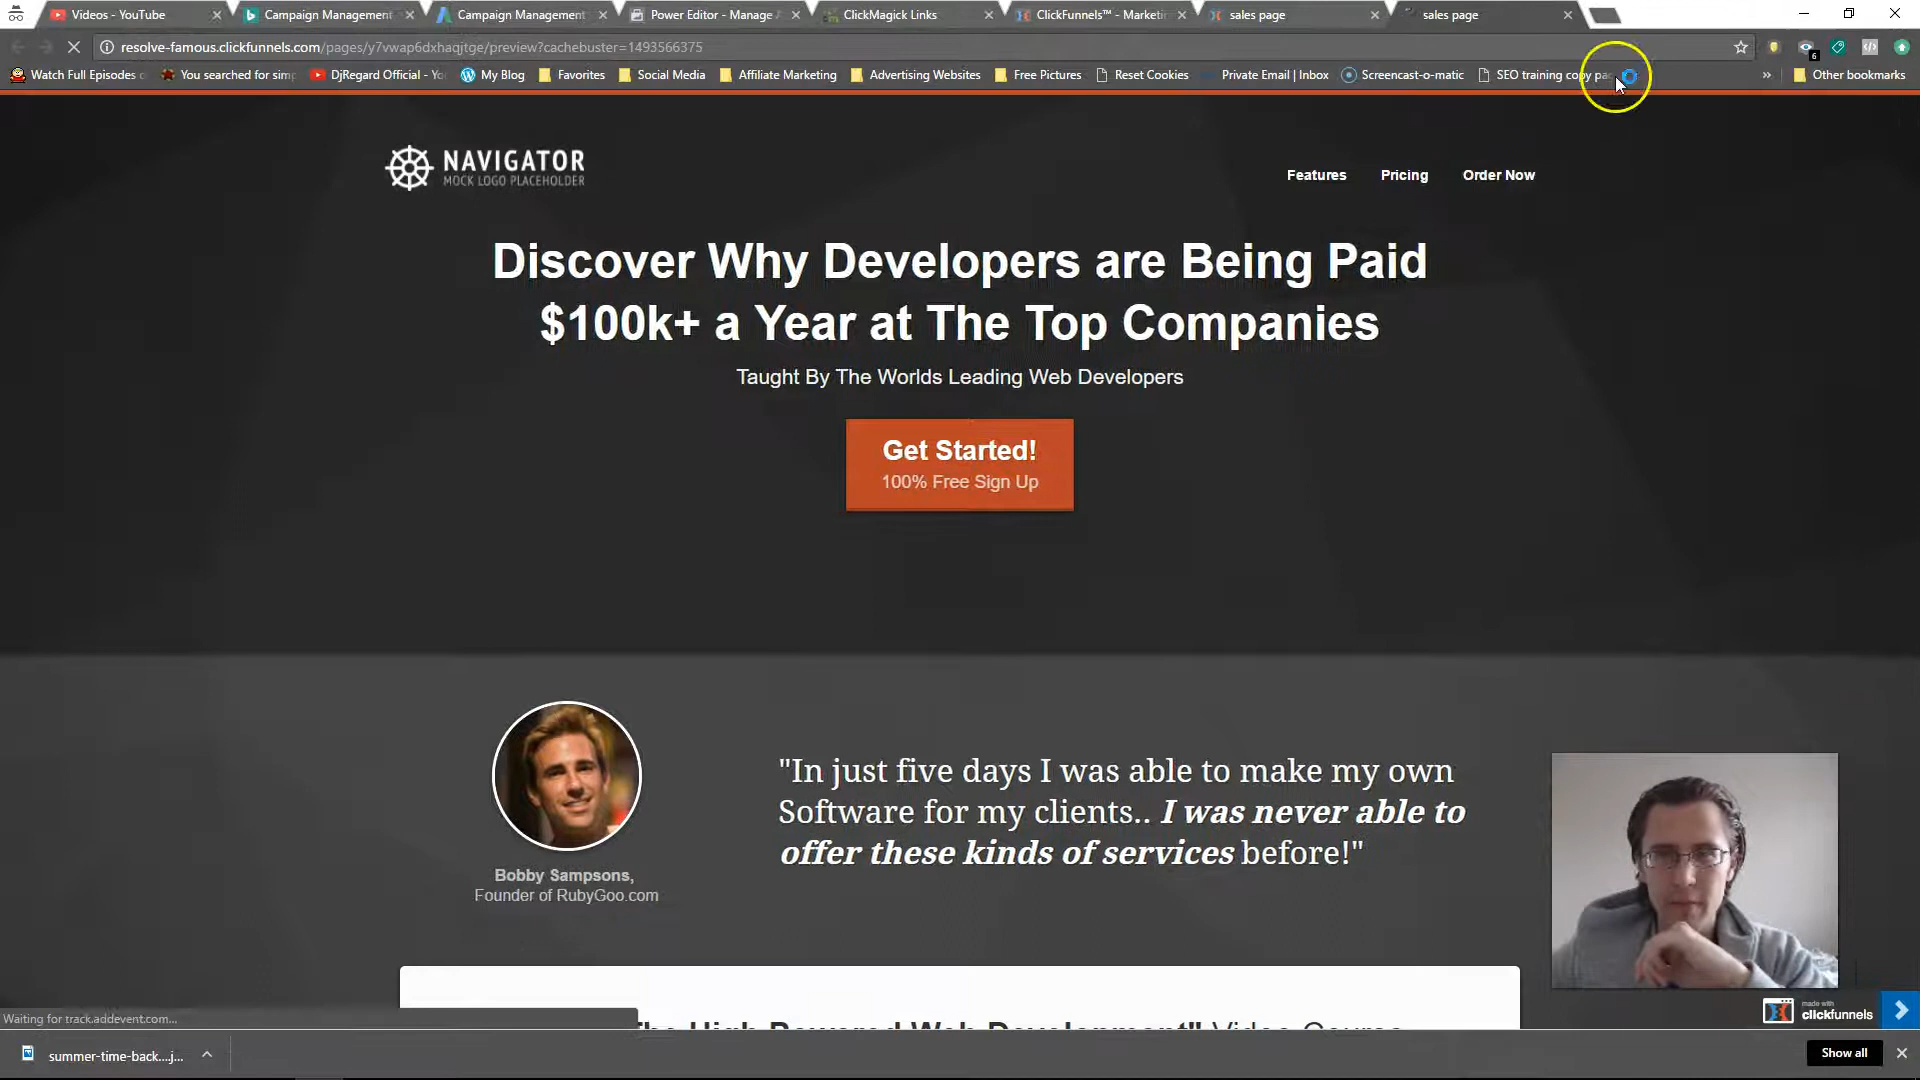 Videos - YouTube
Campaign Management
Campaign Management
Power Editor - Manage
ClickMagick Links
ClickFunnels™ - Marketi
sales page
sales page
resolve-famous.clickfunnels.com/pages/y7vwap6dxhaqjtge/preview?cachebuster=1493566375
6
Watch Full Episodes
You searched for sim
DjRegard Official - Yo
My Blog
Favorites
Social Media
Affiliate Marketing
Advertising Websites
Free Pictures
Reset Cookies
Private Email | Inbox
Screencast-o-matic
SEO training copy pa
»
Other bookmarks
NAVIGATOR
MOCK LOGO PLACEHOLDER
Features
Pricing
Order Now
Discover Why Developers are Being Paid
$100k+ a Year at The Top Companies
Taught By The Worlds Leading Web Developers
Get Started!
100% Free Sign Up
"In just five days I was able to make my own
Software for my clients.. I was never able to
offer these kinds of services before!"
Bobby Sampsons,
Founder of RubyGoo.com
The High Powered Web Development" Video Course
made with
clickfunnels
Waiting for track.addevent.com...
summer-time-back....j...
Show all